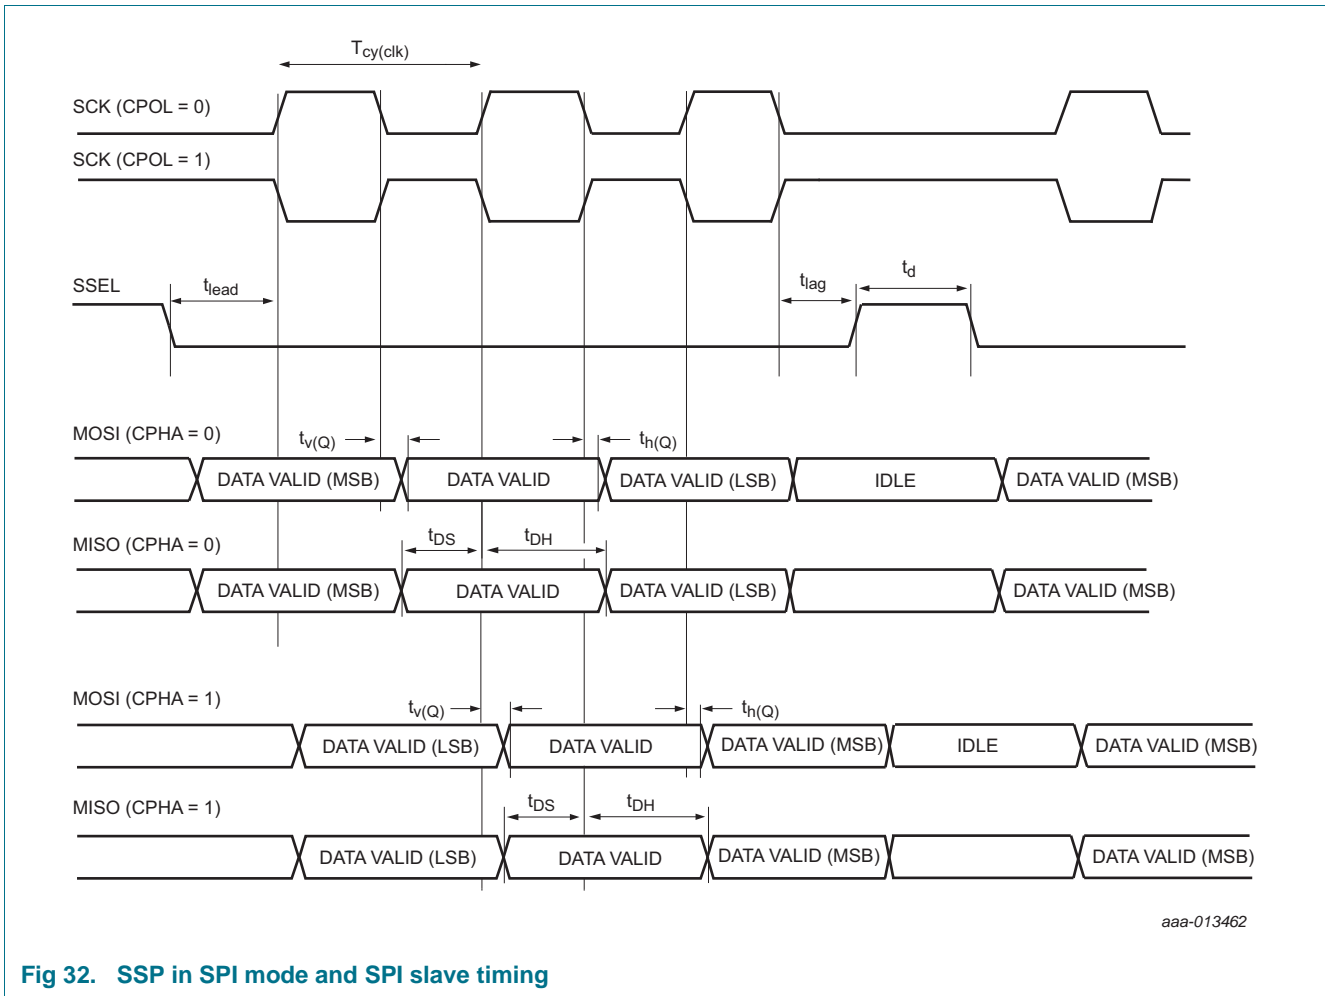 Tcy(clk)
SCK (CPOL = 0)
SCK (CPOL = 1)
SSEL
tlead
tlag
td
MOSI (CPHA = 0)
tv(Q)
th(Q)
DATA VALID (MSB) DATA VALID DATA VALID (LSB) IDLE DATA VALID (MSB)
MISO (CPHA = 0)
tDS
tDH
DATA VALID (MSB) DATA VALID DATA VALID (LSB) DATA VALID (MSB)
MOSI (CPHA = 1)
tv(Q)
th(Q)
DATA VALID (LSB) DATA VALID DATA VALID (MSB) IDLE DATA VALID (MSB)
MISO (CPHA = 1)
tDS
tDH
DATA VALID (LSB) DATA VALID DATA VALID (MSB) DATA VALID (MSB)
aaa-013462
Fig 32. SSP in SPI mode and SPI slave timing